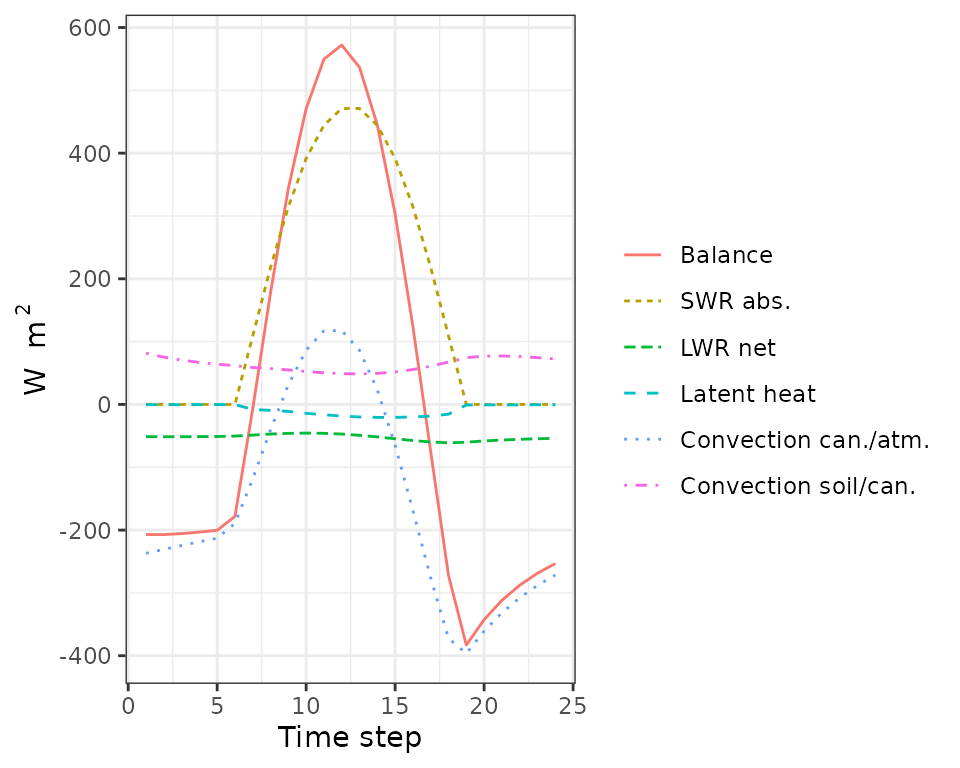 600
400
200
0
-200
-400
W m 2
0 5 10 15 20 25
Time step
Balance
SWR abs.
LWR net
Latent heat
Convection can./atm.
Convection soil/can.